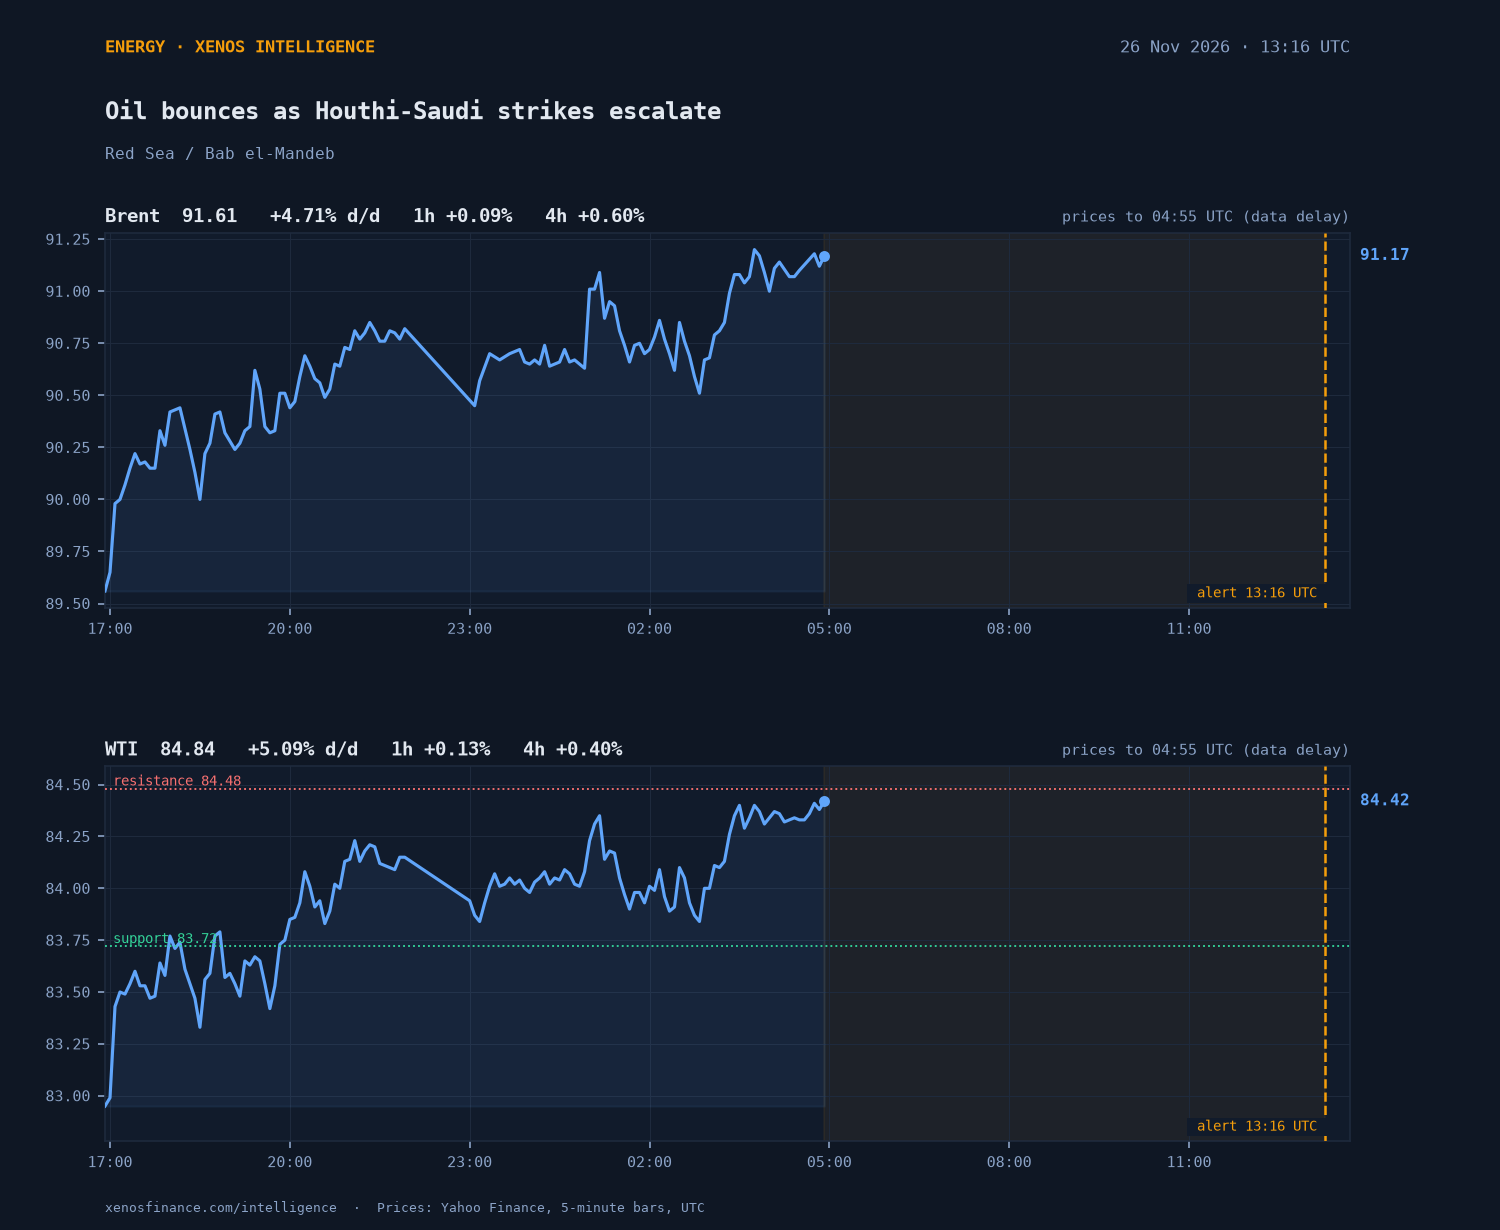 ENERGY · XENOS INTELLIGENCE
26 Nov 2026 · 13:16 UTC
Oil bounces as Houthi-Saudi strikes escalate
Red Sea / Bab el-Mandeb
Brent 91.61 +4.71% d/d 1h +0.09% 4h +0.60%
prices to 04:55 UTC (data delay)
91.25
91.00
90.75
90.50
90.25
90.00
89.75
89.50
91.17
alert 13:16 UTC
17:00 20:00 23:00 02:00 05:00 08:00 11:00
WTI 84.84 +5.09% d/d 1h +0.13% 4h +0.40%
prices to 04:55 UTC (data delay)
resistance 84.48
84.50
84.25
84.00
83.75
83.50
83.25
83.00
84.42
support 83.72
alert 13:16 UTC
17:00 20:00 23:00 02:00 05:00 08:00 11:00
xenosfinance.com/intelligence · Prices: Yahoo Finance, 5-minute bars, UTC